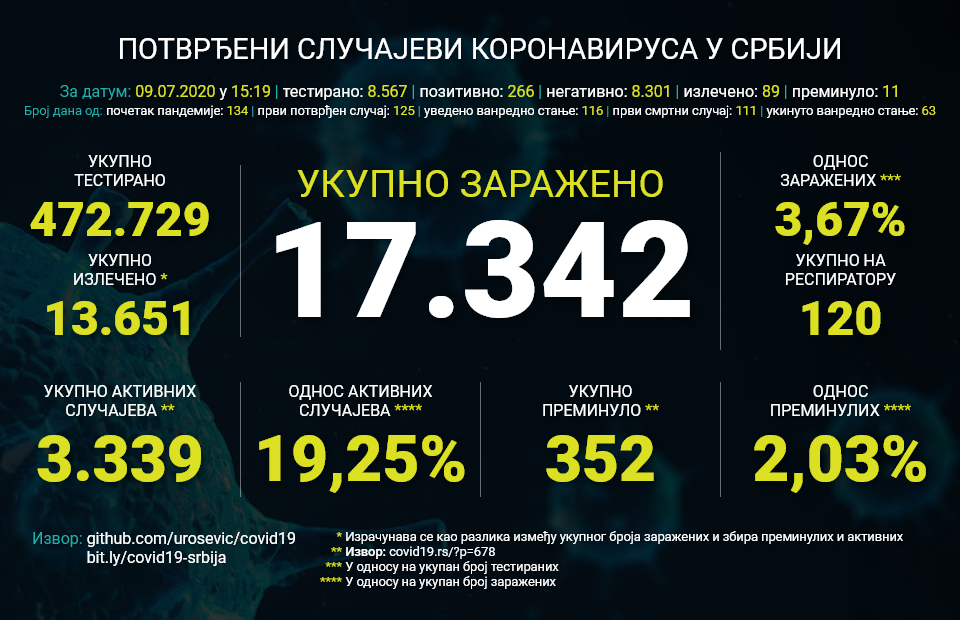 ПОТВРЂЕНИ СЛУЧАЈЕВИ КОРОНАВИРУСА У СРБИЈИ
За датум: 09.07.2020 у 15:19 | тестирано: 8.567 | позитивно: 266 | негативно: 8.301 | излечено: 89 | преминуло: 11
Број дана од: почетак пандемије: 134 | први потврђен случај: 125 | уведено ванредно стање: 116 | први смртни случај: 111 | укинуто ванредно стање: 63
УКУПНО
ТЕСТИРАНО
472.729
УКУПНО
ИЗЛЕЧЕНО *
13.651
УКУПНО ЗАРАЖЕНО
17.342
ОДНОС
ЗАРАЖЕНИХ ***
3,67%
УКУПНО НА
РЕСПИРАТОРУ
120
УКУПНО АКТИВНИХ
СЛУЧАЈЕВА **
3.339
ОДНОС АКТИВНИХ
СЛУЧАЈЕВА ****
19,25%
УКУПНО
ПРЕМИНУЛО **
352
ОДНОС
ПРЕМИНУЛИХ ****
2,03%
Извор: github.com/urosevic/covid19
bit.ly/covid19-srbija
* Израчунава се као разлика између укупног броја заражених и збира преминулих и активних
** Извор: covid19.rs/?p=678
*** У односу на укупан број тестираних
**** У односу на укупан број заражених